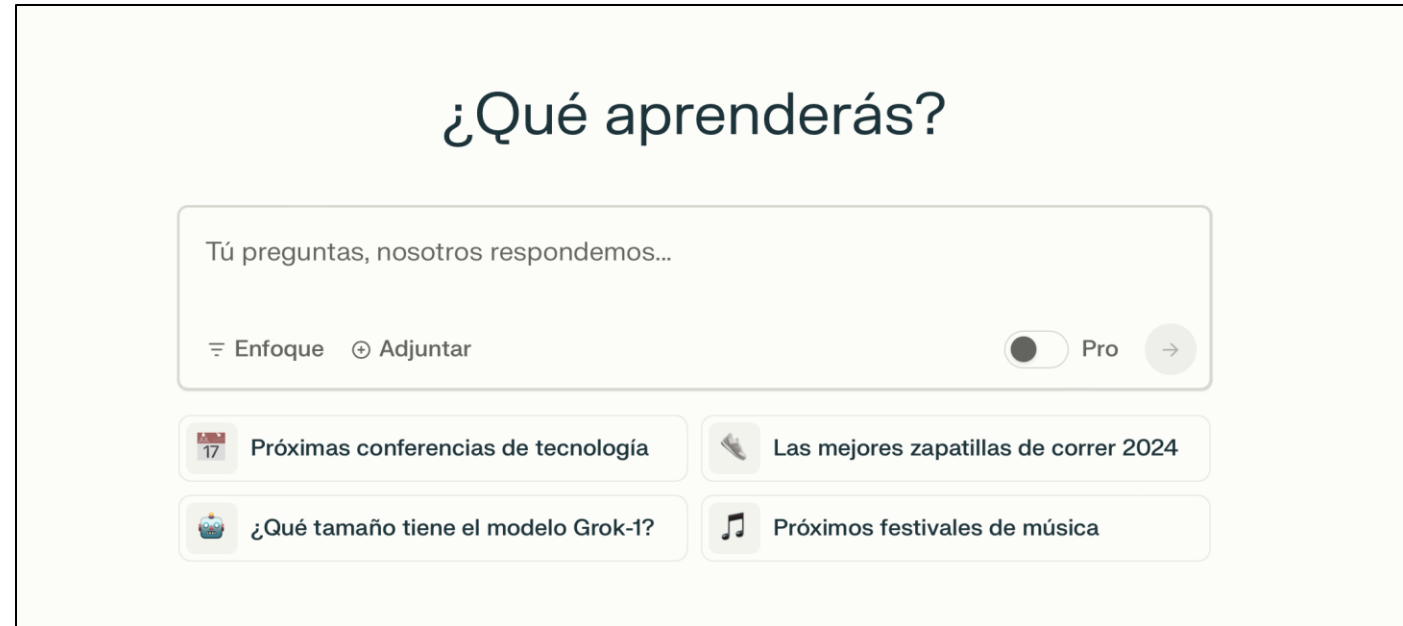 ¿Qué aprenderás?
Tú preguntas, nosotros respondemos...
Enfoque Adjuntar Pro
17 Próximas conferencias de tecnología
Las mejores zapatillas de correr 2024
¿Qué tamaño tiene el modelo Grok-1?
Próximos festivales de música